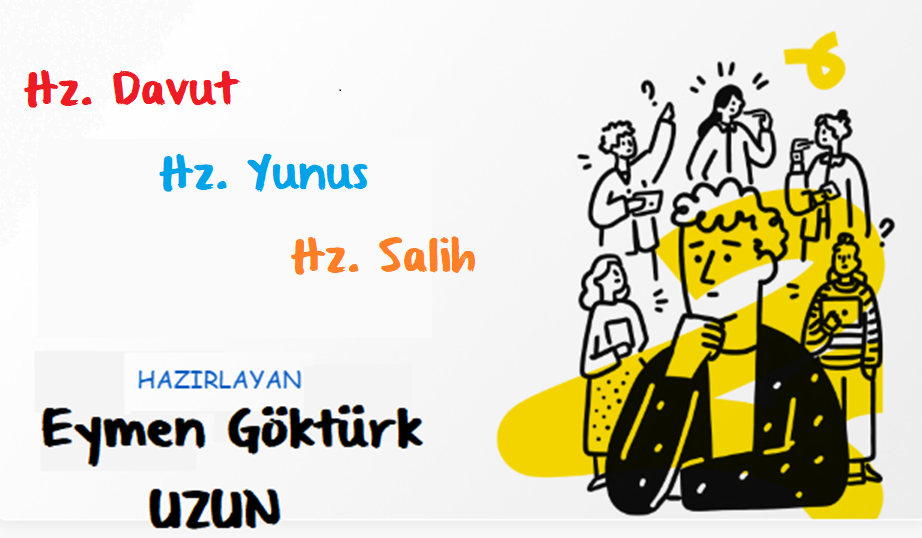 Hz. Davut
Hz. Yunus
Hz. Salih
HAZIRLAYAN
Eymen Göktürk
UZUN